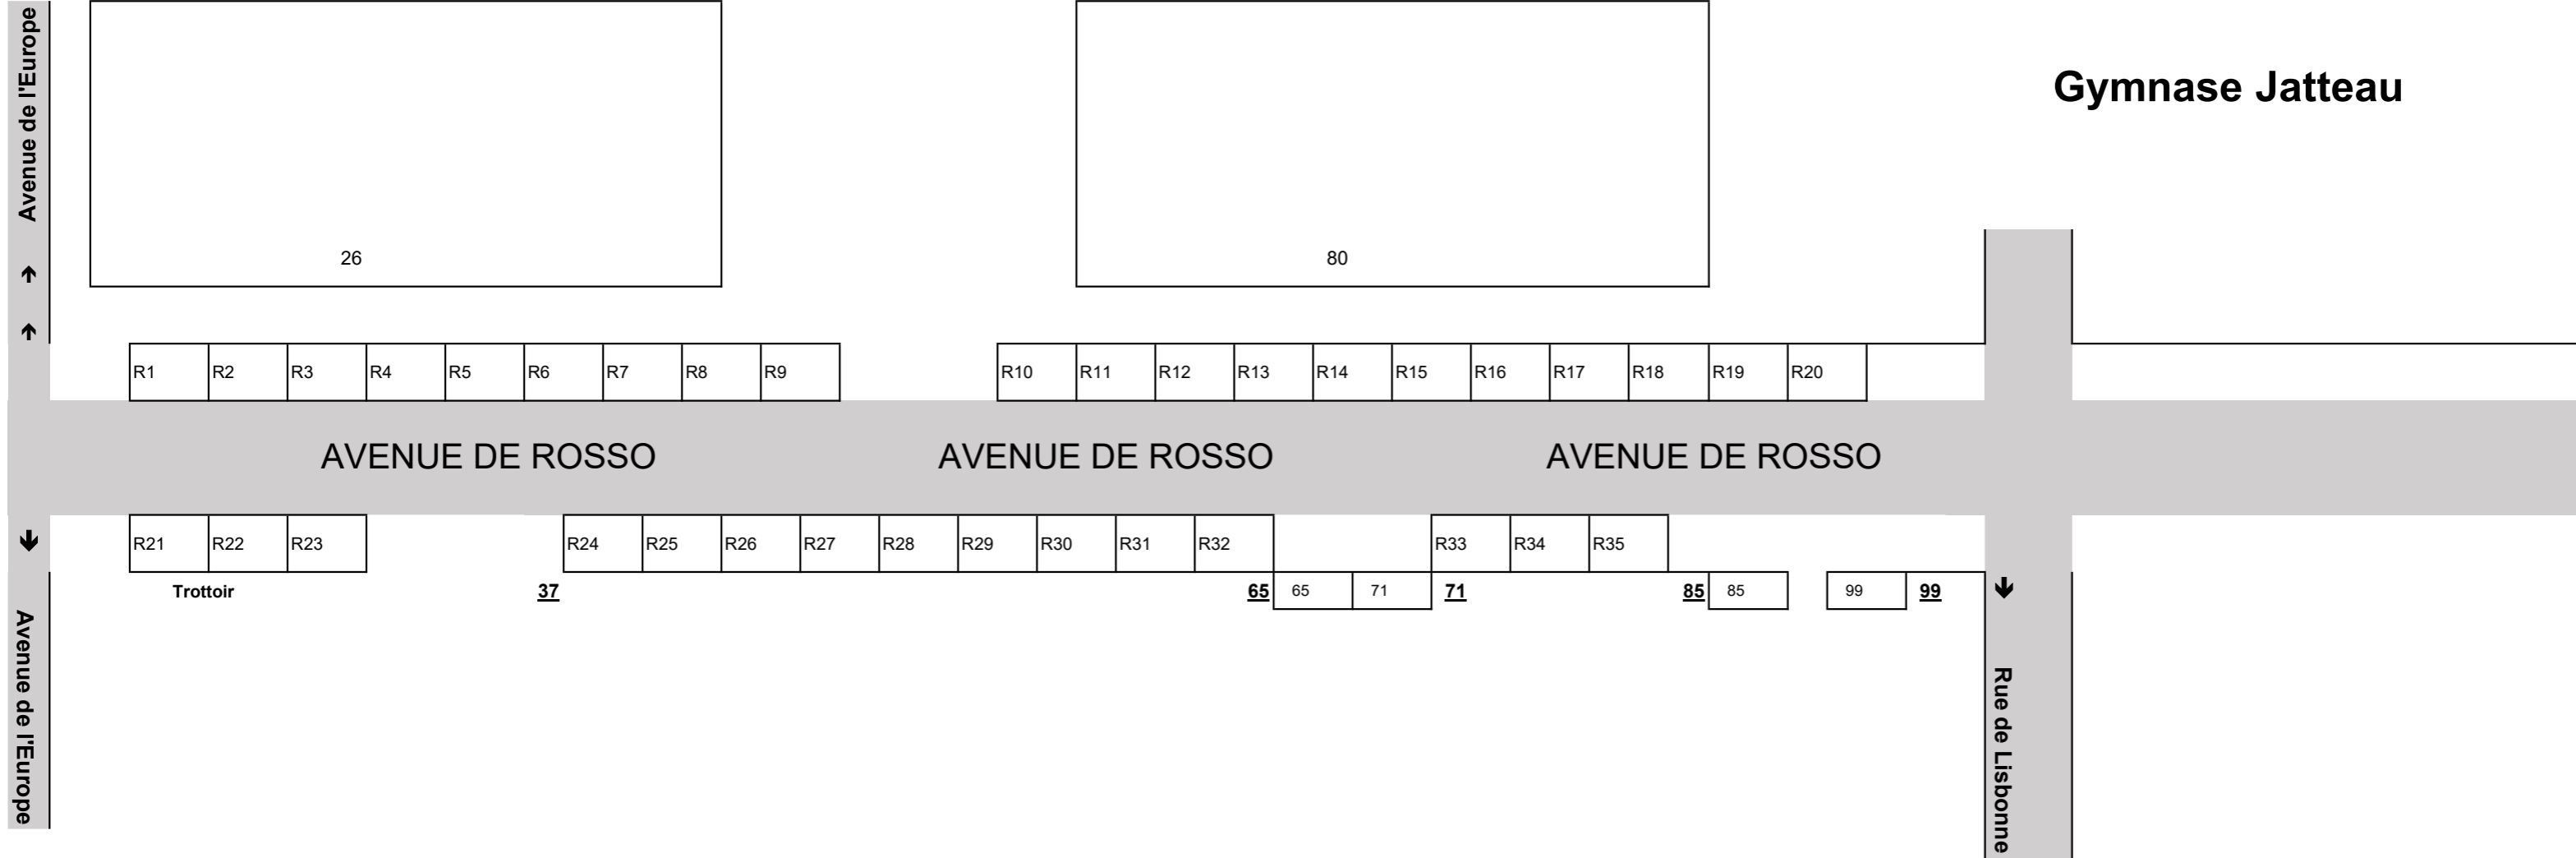 Avenue de l'Europe
Gymnase Jatteau
26
80
R1 R2 R3 R4 R5 R6 R7 R8 R9 R10 R11 R12 R13 R14 R15 R16 R17 R18 R19 R20
AVENUE DE ROSSO AVENUE DE ROSSO AVENUE DE ROSSO
R21 R22 R23 R24 R25 R26 R27 R28 R29 R30 R31 R32 R33 R34 R35
Trottoir 37 65 65 71 71 85 85 99 99
Avenue de l'Europe
Rue de Lisbonne